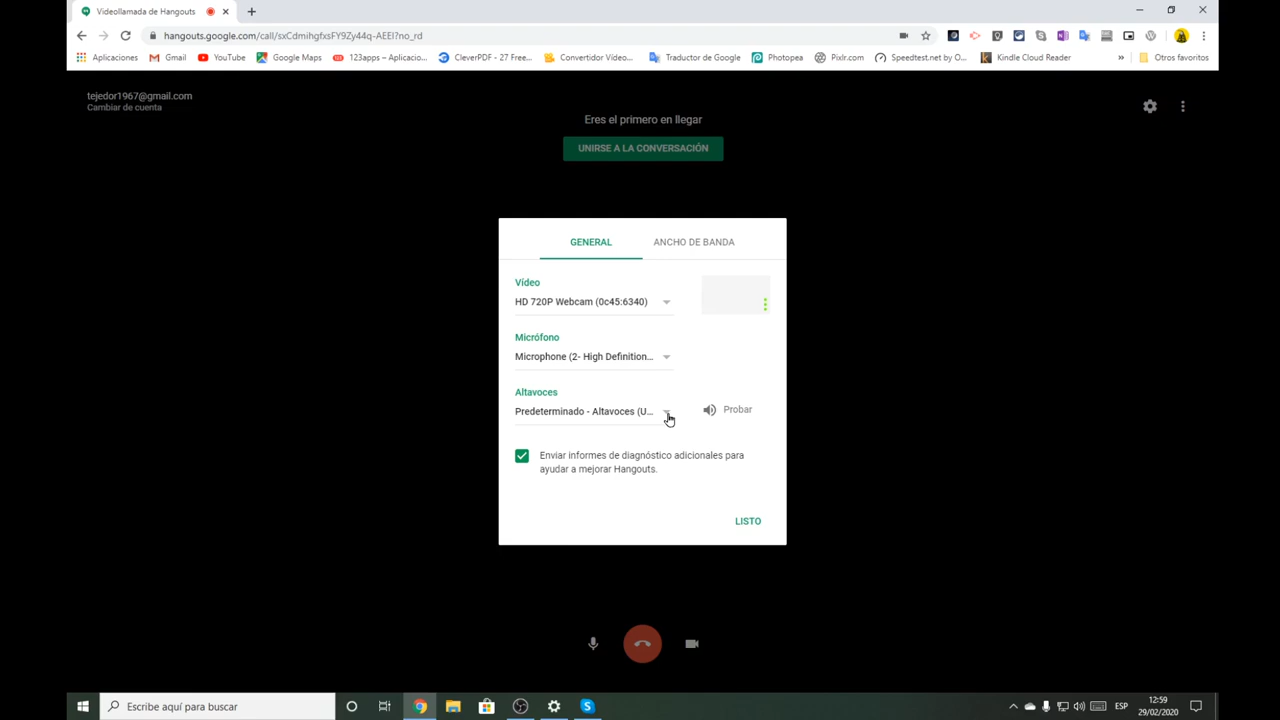 Videollamada de Hangouts
hangouts.google.com/call/sxCdmihgfxsFY9Zy44q-AEEI?no_rd
Aplicaciones
Gmail
YouTube
Google Maps
123apps – Aplicacio...
CleverPDF - 27 Free...
Convertidor Vídeo...
Traductor de Google
Pixlr.com
Photopea
Speedtest.net by O...
Kindle Cloud Reader
»
Otros favoritos
tejedor1967@gmail.com
Cambiar de cuenta
Eres el primero en llegar
UNIRSE A LA CONVERSACIÓN
GENERAL
ANCHO DE BANDA
Vídeo
HD 720P Webcam (0c45:6340)
Micrófono
Microphone (2- High Definition...
Altavoces
Predeterminado - Altavoces (U...
Probar
Enviar informes de diagnóstico adicionales para
ayudar a mejorar Hangouts.
LISTO
Escribe aquí para buscar
ESP
12:59
29/02/2020